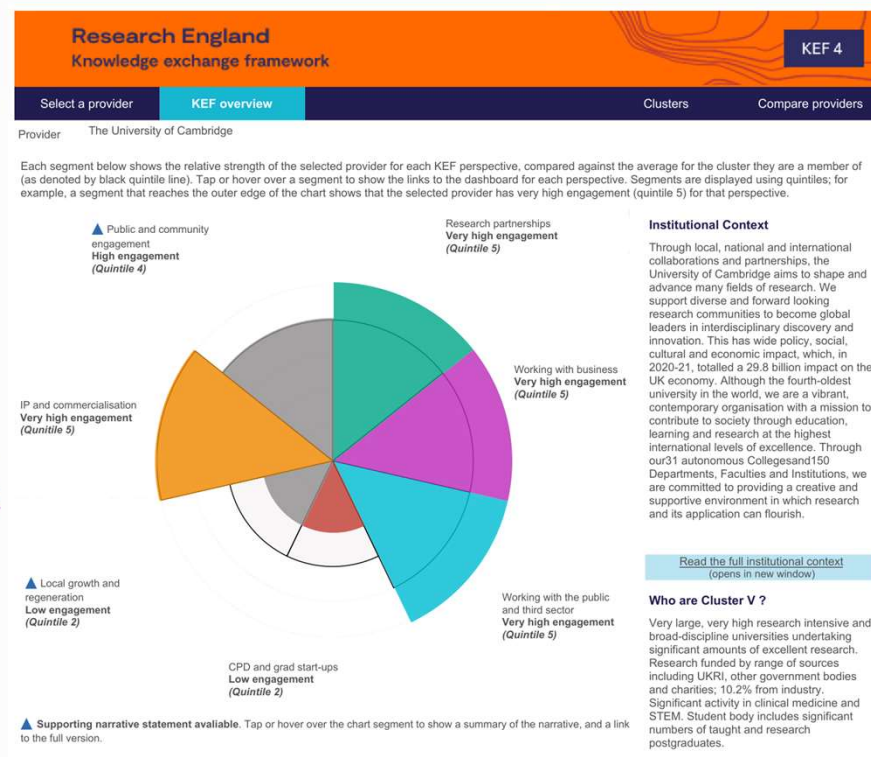 Research England
Knowledge exchange framework
KEF 4
Select a provider
KEF overview
Clusters
Compare providers
Provider
The University of Cambridge
Each segment below shows the relative strength of the selected provider for each KEF perspective, compared against the average for the cluster they are a member of
(as denoted by black quintile line). Tap or hover over a segment to show the links to the dashboard for each perspective. Segments are displayed using quintiles; for
example, a segment that reaches the outer edge of the chart shows that the selected provider has very high engagement (quintile 5) for that perspective.
Public and community
engagement
High engagement
(Quintile 4)
Research partnerships
Very high engagement
(Quintile 5)
Working with business
Very high engagement
(Quintile 5)
IP and commercialisation
Very high engagement
(Qunitile 5)
Local growth and
regeneration
Low engagement
(Quintile 2)
Working with the public
and third sector
Very high engagement
(Quintile 5)
CPD and grad start-ups
Low engagement
(Quintile 2)
Supporting narrative statement avaliable. Tap or hover over the chart segment to show a summary of the narrative, and a link
to the full version.
Institutional Context
Through local, national and international
collaborations and partnerships, the
University of Cambridge aims to shape and
advance many fields of research. We
support diverse and forward looking
research communities to become global
leaders in interdisciplinary discovery and
innovation. This has wide policy, social,
cultural and economic impact, which, in
2020-21, totalled a 29.8 billion impact on the
UK economy. Although the fourth-oldest
university in the world, we are a vibrant,
contemporary organisation with a mission to
contribute to society through education,
learning and research at the highest
international levels of excellence. Through
our31 autonomous Collegesand150
Departments, Faculties and Institutions, we
are committed to providing a creative and
supportive environment in which research
and its application can flourish.
Read the full institutional context
(opens in new window)
Who are Cluster V ?
Very large, very high research intensive and
broad-discipline universities undertaking
significant amounts of excellent research.
Research funded by range of sources
including UKRI, other government bodies
and charities; 10.2% from industry.
Significant activity in clinical medicine and
STEM. Student body includes significant
numbers of taught and research
postgraduates.